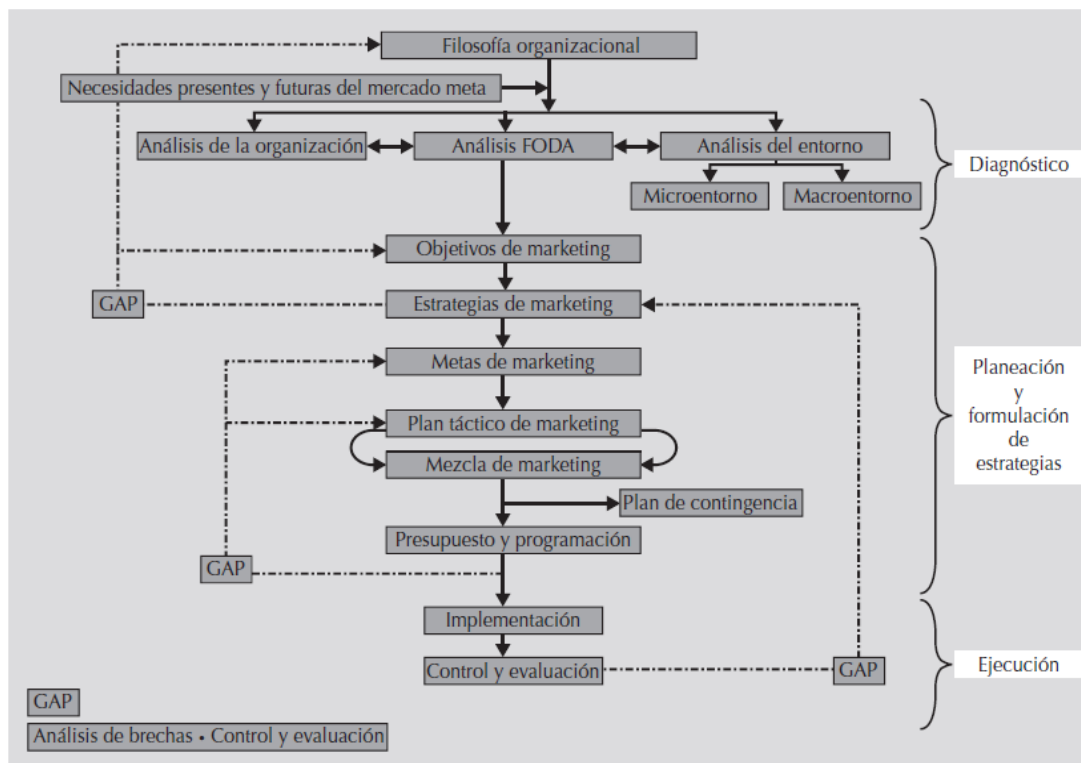 Filosofía organizacional
Necesidades presentes y futuras del mercado meta
Análisis de la organización
Análisis FODA
Análisis del entorno
Diagnóstico
Microentorno
Macroentorno
Objetivos de marketing
GAP
Estrategias de marketing
Metas de marketing
Planeación
y
formulación
de
estrategias
Plan táctico de marketing
Mezcla de marketing
Plan de contingencia
Presupuesto y programación
GAP
Implementación
Control y evaluación
GAP
Ejecución
GAP
Análisis de brechas • Control y evaluación